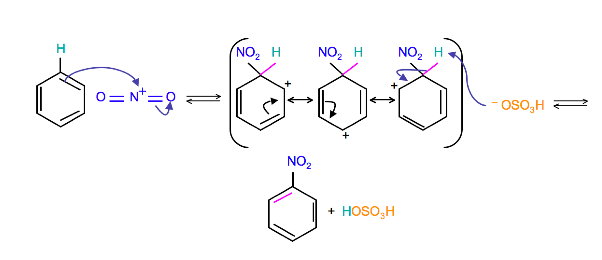 H
O = N⁺ = O
NO₂ H + NO₂ H + NO₂ H +
⁻ OSO₃H
NO₂
+ HOSO₃H